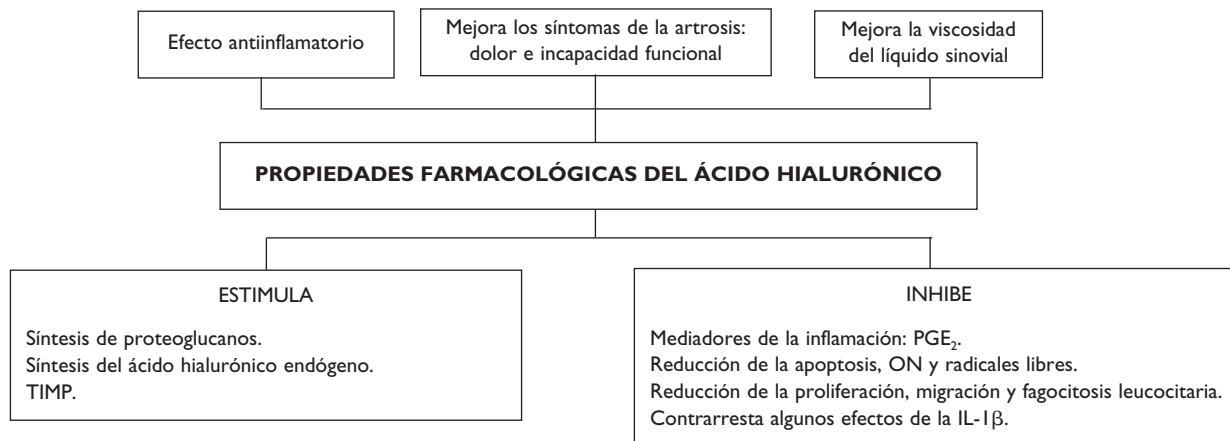 Efecto antiinflamatorio
Mejora los síntomas de la artrosis:
dolor e incapacidad funcional
Mejora la viscosidad
del líquido sinovial
PROPIEDADES FARMACOLÓGICAS DEL ÁCIDO HIALURÓNICO
ESTIMULA
Síntesis de proteoglucanos.
Síntesis del ácido hialurónico endógeno.
TIMP.
INHIBE
Mediadores de la inflamación: PGE₂.
Reducción de la apoptosis, ON y radicales libres.
Reducción de la proliferación, migración y fagocitosis leucocitaria.
Contrarresta algunos efectos de la IL-1β.